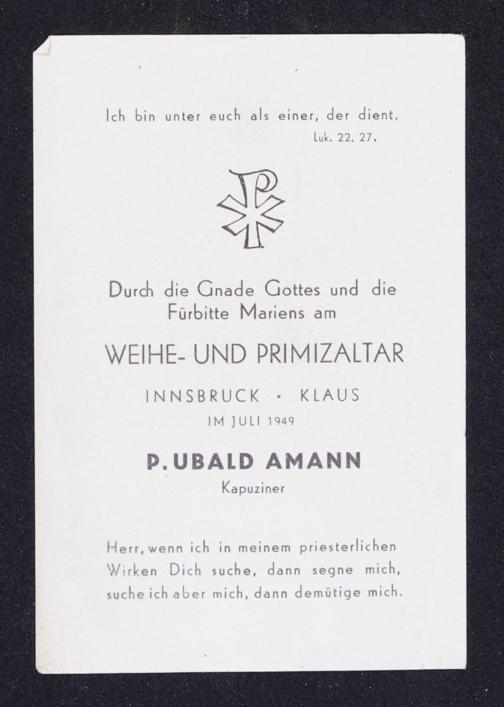 Ich bin unter euch als einer, der dient.
Luk. 22, 27.
Durch die Gnade Gottes und die
Fürbitte Mariens am
WEIHE- UND PRIMIZALTAR
INNSBRUCK • KLAUS
IM JULI 1949
P. UBALD AMANN
Kapuziner
Herr, wenn ich in meinem priesterlichen
Wirken Dich suche, dann segne mich,
suche ich aber mich, dann demütige mich.